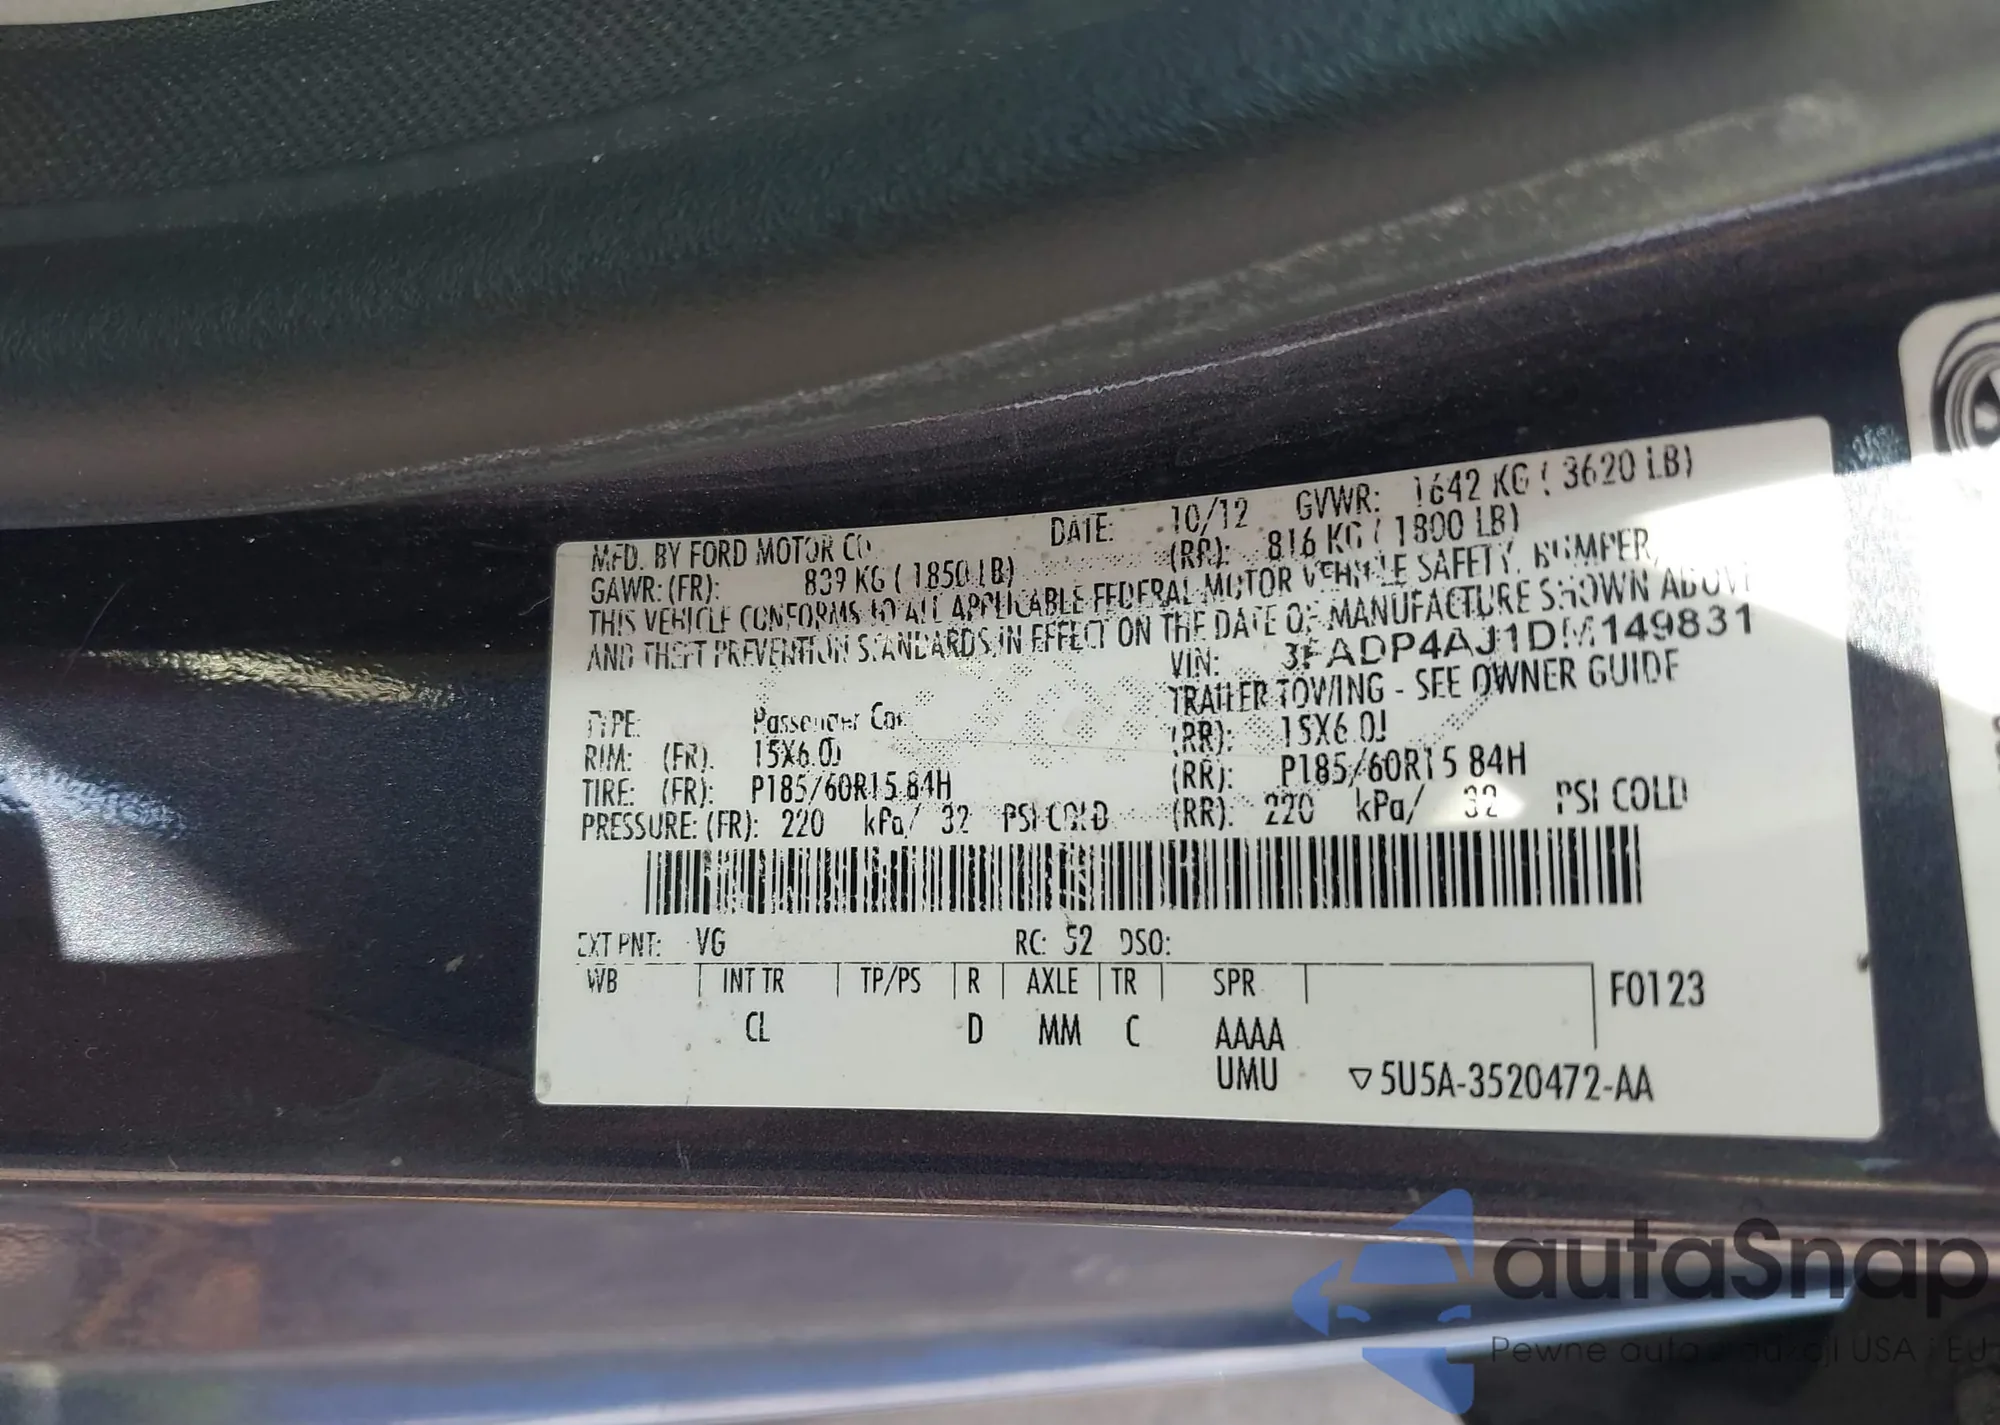 MFD. BY FORD MOTOR CO. DATE: 10/12 GVWR: 1642 KG ( 3620 LB)
GAWR: (FR): 839 KG ( 1850 LB) (RR): 816 KG ( 1800 LB)
THIS VEHICLE CONFORMS TO ALL APPLICABLE FEDERAL MOTOR VEHICLE SAFETY, BUMPER,
AND THEFT PREVENTION STANDARDS IN EFFECT ON THE DATE OF MANUFACTURE SHOWN ABOVE
VIN: 3FADP4AJ1DM149831
TRAILER TOWING - SEE OWNER GUIDE
TYPE: Passenger Car
RIM: (FR): 15X6.0J (RR): 15X6.0J
TIRE: (FR): P185/60R15 84H (RR): P185/60R15 84H
PRESSURE: (FR): 220 kPa/ 32 PSI COLD (RR): 220 kPa/ 32 PSI COLD
EXT PNT: VG RC: 52 DSO:
WB INT TR TP/PS R AXLE TR SPR F0123
CL D MM C AAAA
UMU ▽5U5A-3520472-AA
autaSnap
Pewne auta z aukcji USA i EU